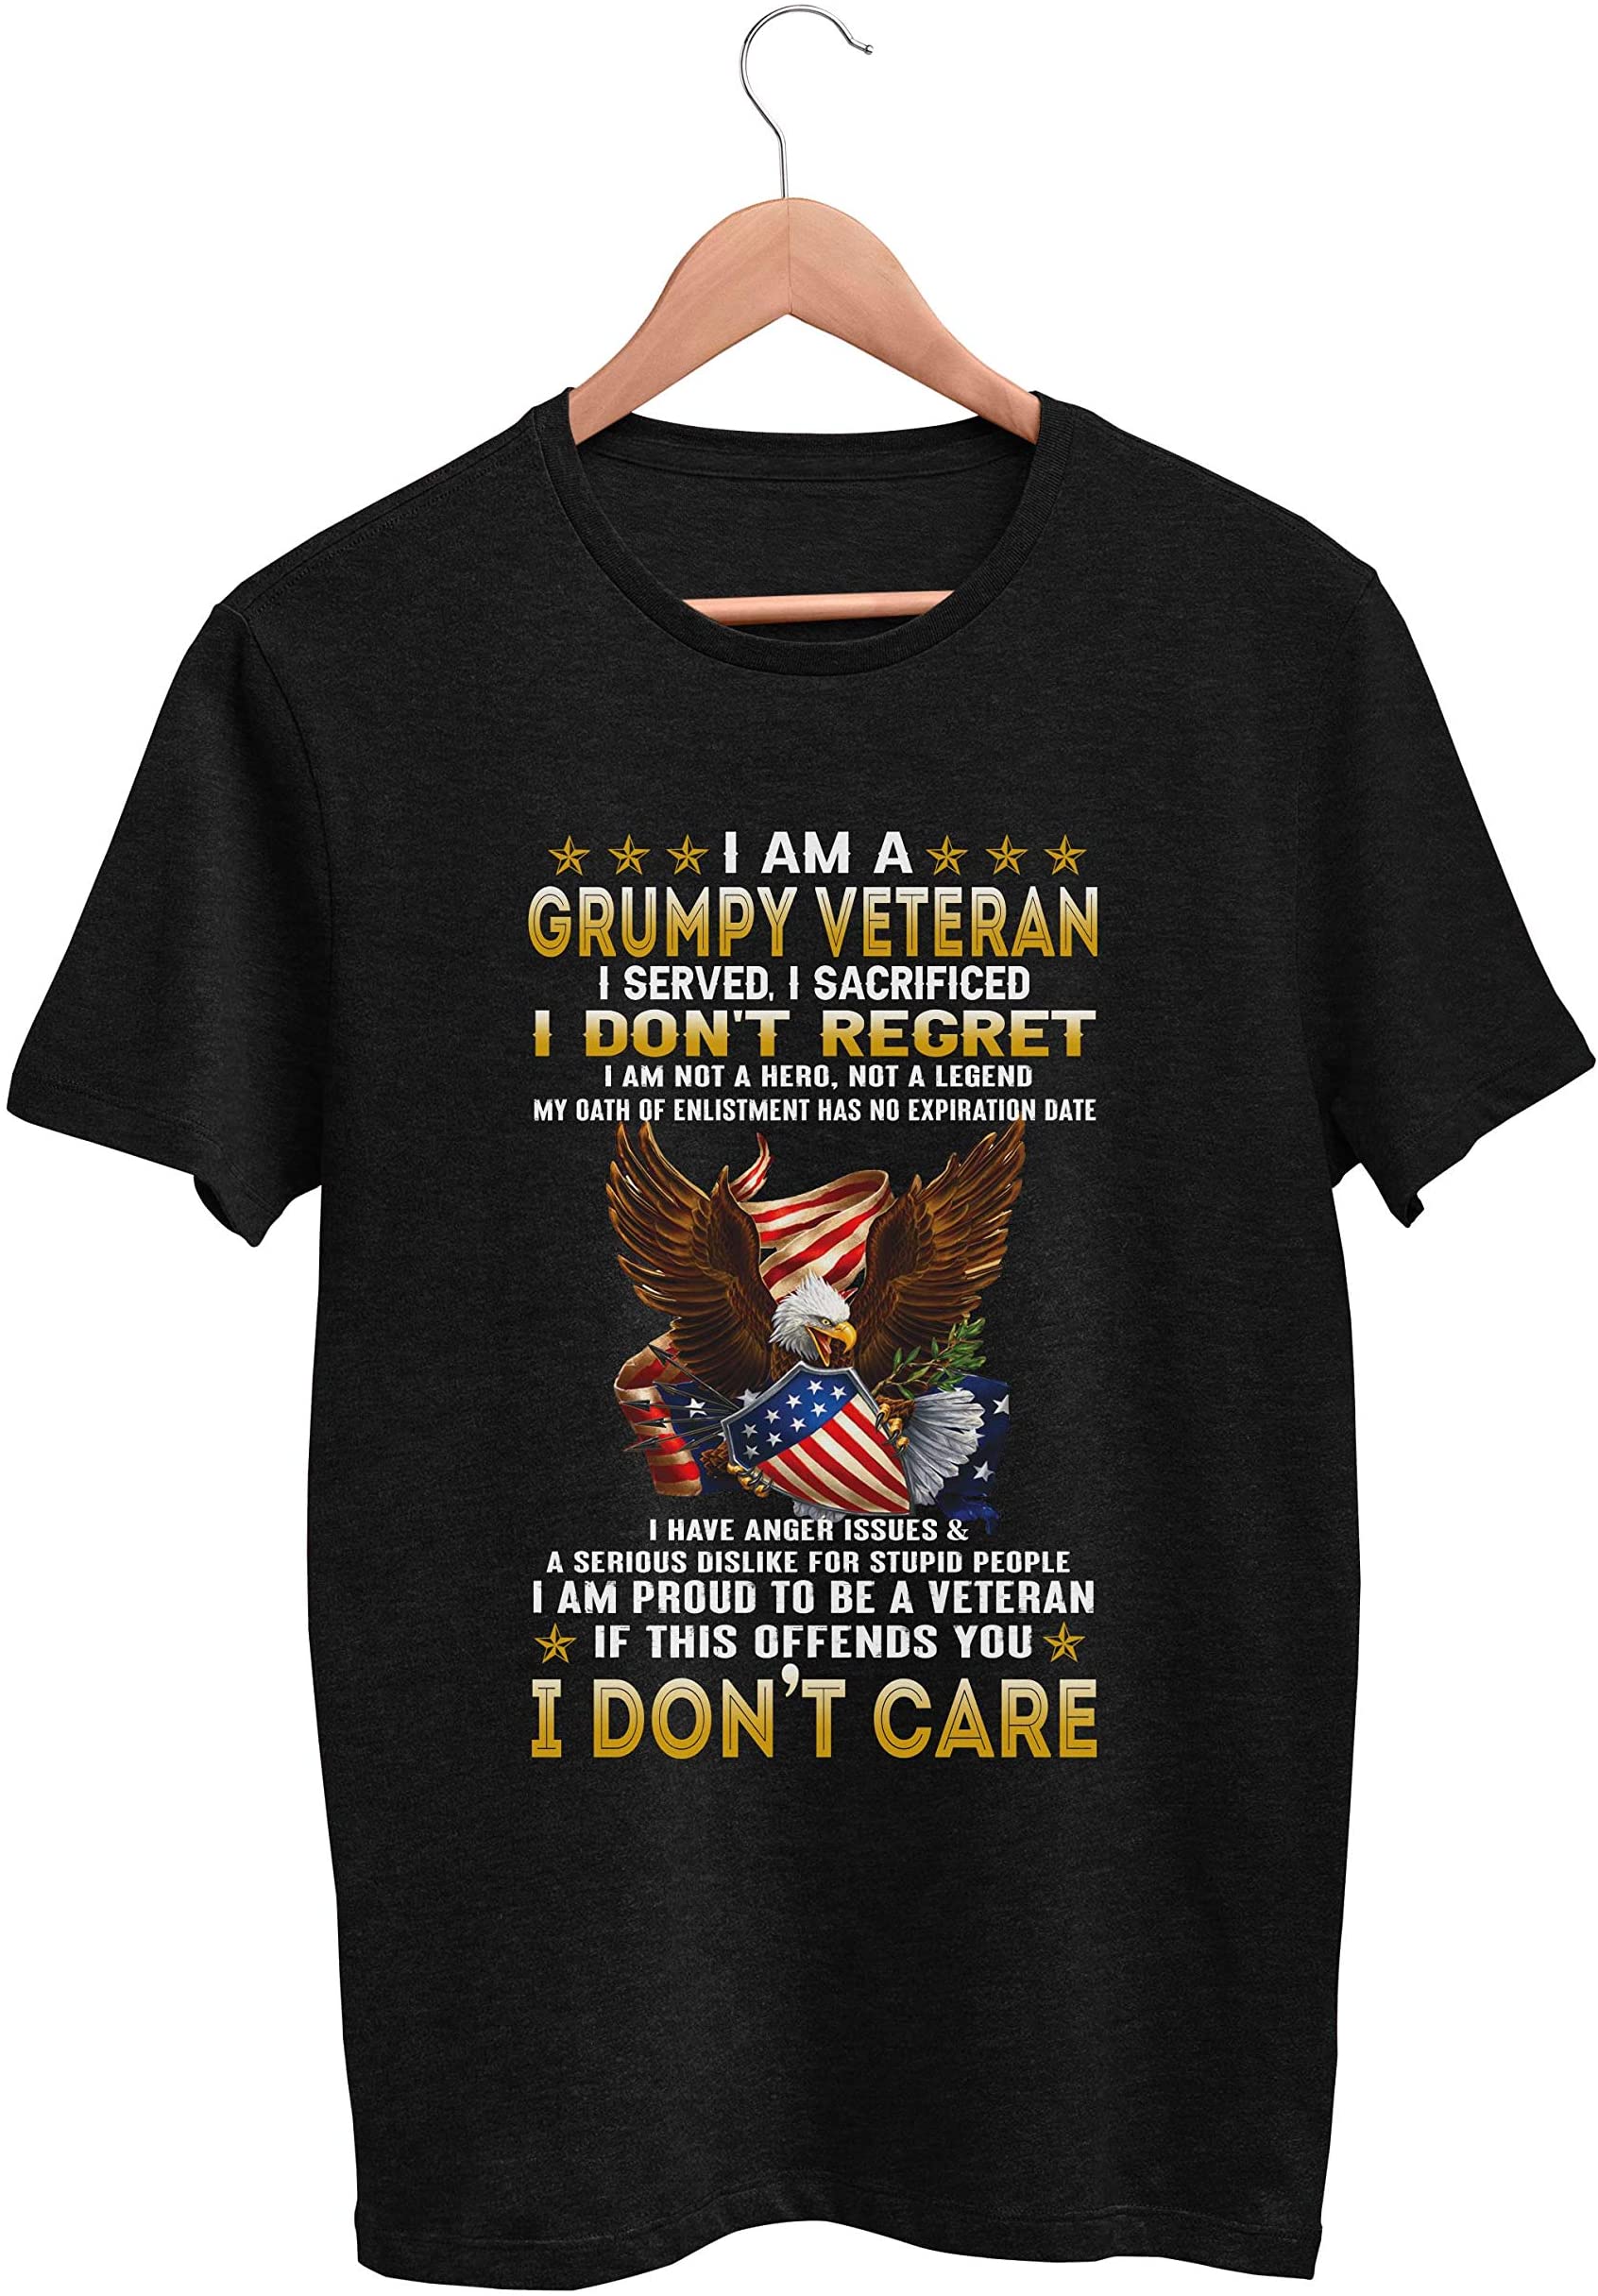 I AM A
GRUMPY VETERAN
I SERVED, I SACRIFICED
I DON'T REGRET
I AM NOT A HERO, NOT A LEGEND
MY OATH OF ENLISTMENT HAS NO EXPIRATION DATE
I HAVE ANGER ISSUES &
A SERIOUS DISLIKE FOR STUPID PEOPLE
I AM PROUD TO BE A VETERAN
IF THIS OFFENDS YOU
I DON'T CARE